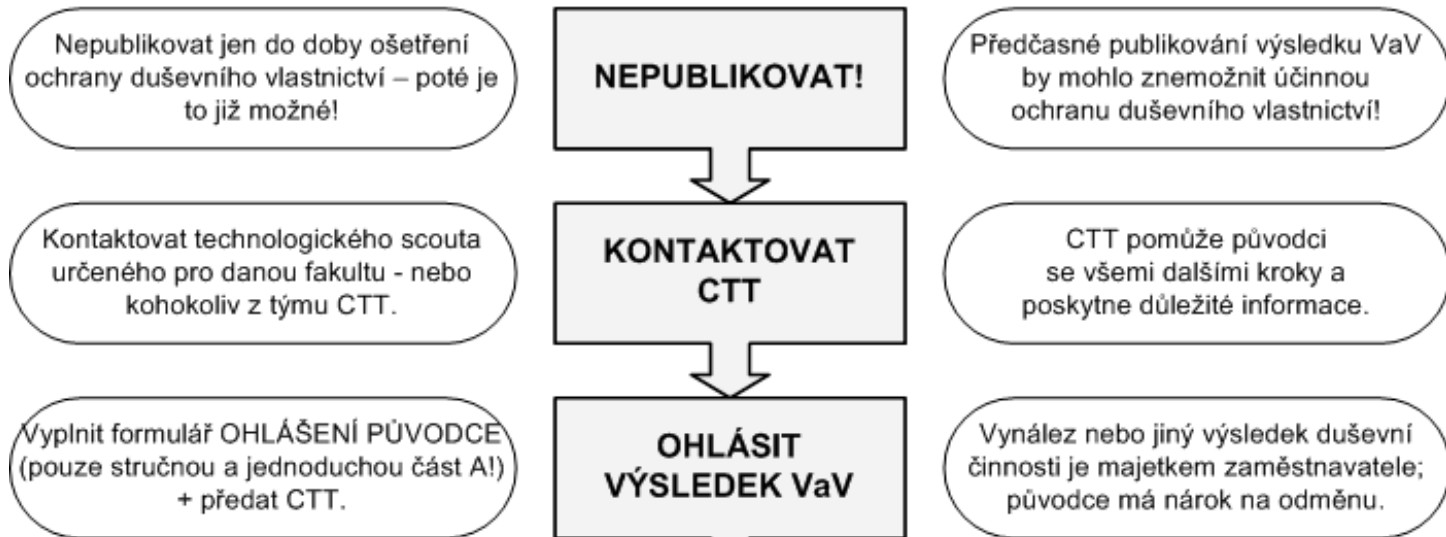 Nepublikovat jen do doby ošetření
ochrany duševního vlastnictví – poté je
to již možné!
NEPUBLIKOVAT!
Předčasné publikování výsledku VaV
by mohlo znemožnit účinnou
ochranu duševního vlastnictví!
Kontaktovat technologického scouta
určeného pro danou fakultu - nebo
kohokoliv z týmu CTT.
KONTAKTOVAT
CTT
CTT pomůže původci
se všemi dalšími kroky a
poskytne důležité informace.
Vyplnit formulář OHLÁŠENÍ PŮVODCE
(pouze stručnou a jednoduchou část A!)
+ předat CTT.
OHLÁSIT
VÝSLEDEK VaV
Vynález nebo jiný výsledek duševní
činnosti je majetkem zaměstnavatele;
původce má nárok na odměnu.